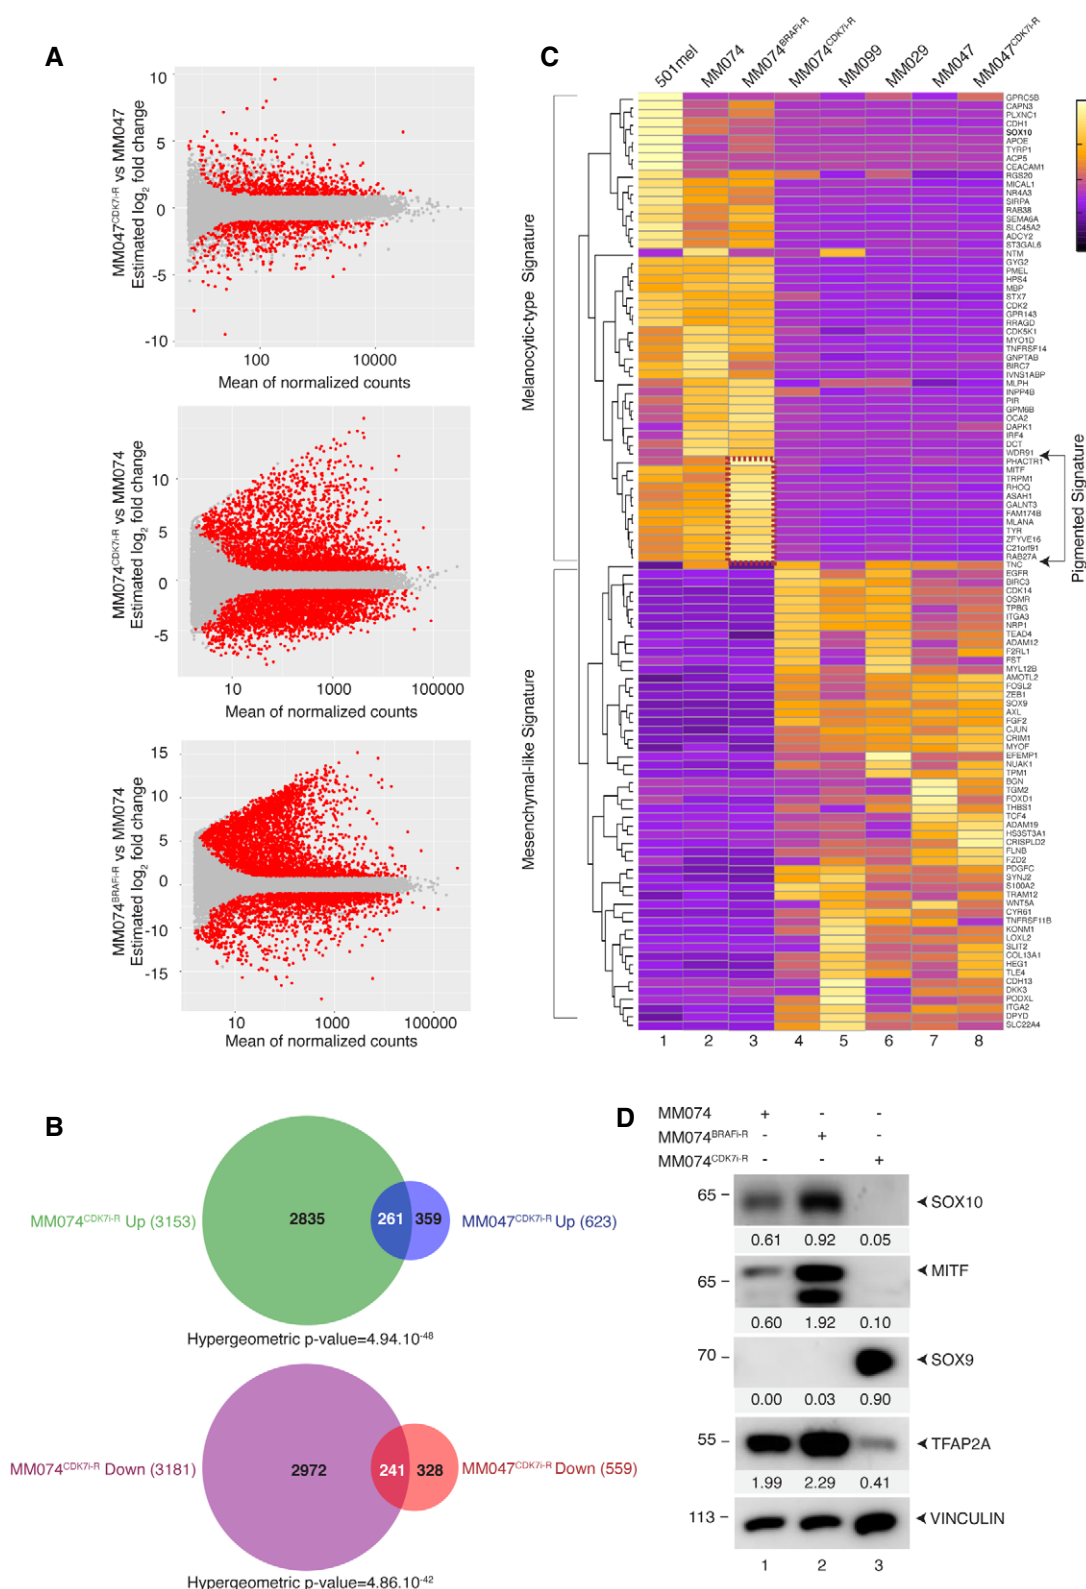 A
MM047CDK7i-R vs MM047
Estimated log2 fold change
10
5
0
-5
-10
100
10000
Mean of normalized counts
MM074CDK7i-R vs MM074
Estimated log2 fold change
10
5
0
-5
10
1000
100000
Mean of normalized counts
MM074BRAFi-R vs MM074
Estimated log2 fold change
15
10
5
0
-10
-15
10
1000
100000
Mean of normalized counts
C
501mel
MM074
MM074BRAFi-R
MM074CDK7i-R
MM099
MM029
MM047
MM047CDK7i-R
Melanocytic-type Signature
Mesenchymal-like Signature
Pigmented Signature
GPRC5B
CAPN3
PLXNC1
CDH1
SOX10
APOE
TYRP1
ACP5
CEACAM1
RGS20
MICAL1
NR4A3
SIRPA
RAB38
SEMA6A
SLC45A2
ADCY2
ST3GAL6
NTM
GYG2
PMEL
HPS4
MBP
STX7
CDK2
GPR143
RRAGD
CDK5K1
MYO1D
TNFRSF14
GNPTAB
BIRC7
IVNS1ABP
MLPH
INPP4B
PIR
GPM6B
OCA2
DAPK1
IRF4
DCT
WDR91
PHACTR1
MITF
TRPM1
RHOQ
ASAH1
GALNT3
FAM174B
MLANA
TYR
ZFYVE16
C21orf91
RAB27A
TNC
EGFR
BIRC3
CDK14
OSMR
TPBG
ITGA3
NRP1
TEAD4
ADAM12
F2RL1
FST
MYL12B
AMOTL2
FOSL2
ZEB1
SOX9
AXL
FGF2
CJUN
CRIM1
MYOF
EFEMP1
NUAK1
TPM1
BGN
TGM2
FOXD1
THBS1
TCF4
ADAM19
HS3ST3A1
CRISPLD2
FLNB
FZD2
PDGFC
SYNJ2
S100A2
TRAM12
WNT5A
CYR61
TNFRSF11B
KONM1
LOXL2
SLIT2
COL13A1
HEG1
TLE4
CDH13
DKK3
PODXL
ITGA2
DPYD
SLC22A4
1 2 3 4 5 6 7 8
B
MM074CDK7i-R Up (3153)
2835
261
359
MM047CDK7i-R Up (623)
Hypergeometric p-value=4.94.10-48
MM074CDK7i-R Down (3181)
2972
241
328
MM047CDK7i-R Down (559)
Hypergeometric p-value=4.86.10-42
D
MM074 + - -
MM074BRAFi-R - + -
MM074CDK7i-R - - +
65
SOX10
0.61 0.92 0.05
65
MITF
0.60 1.92 0.10
70
SOX9
0.00 0.03 0.90
55
TFAP2A
1.99 2.29 0.41
113
VINCULIN
1 2 3